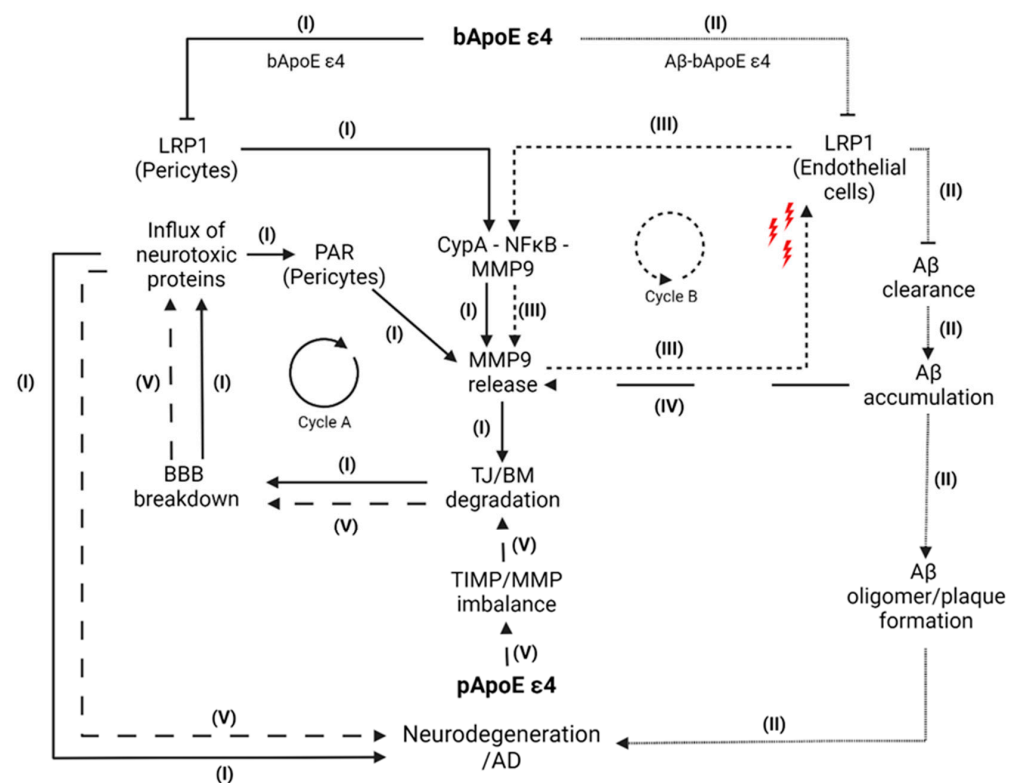 (I)
bApoE ε4
(II)
bApoE ε4
Aβ-bApoE ε4
LRP1
(Pericytes)
(I)
(III)
LRP1
(Endothelial
cells)
(II)
Influx of
neurotoxic
proteins
(I)
PAR
(Pericytes)
CypA - NFκB -
MMP9
Cycle B
Aβ
clearance
(I)
(I)
(III)
(II)
(I)
(V)
(I)
Cycle A
MMP9
release
(III)
(IV)
Aβ
accumulation
(I)
BBB
breakdown
(I)
(V)
TJ/BM
degradation
(II)
(V)
TIMP/MMP
imbalance
Aβ
oligomer/plaque
formation
(V)
pApoE ε4
(V)
Neurodegeneration
/AD
(II)
(I)